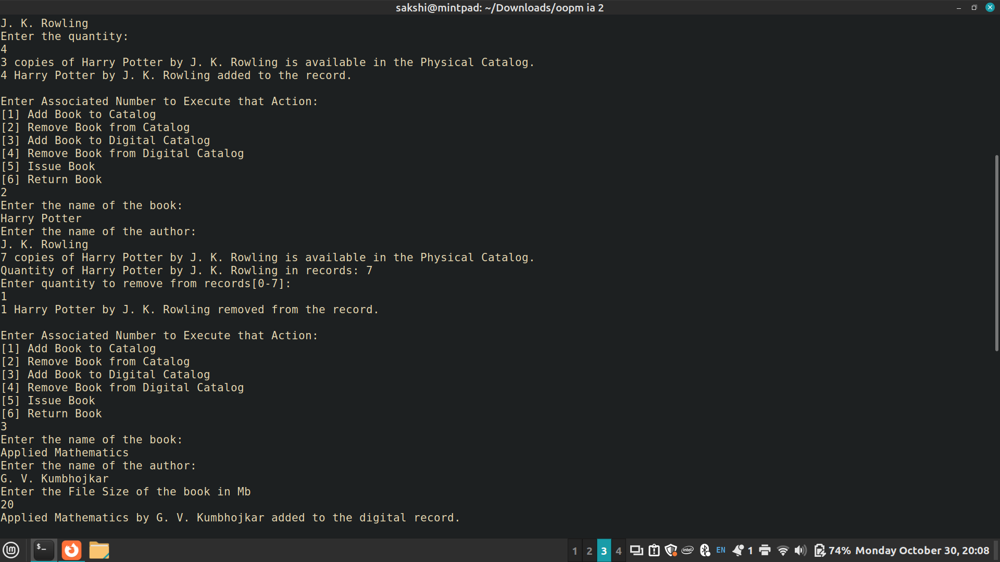 sakshi@mintpad: ~/Downloads/oopm ia 2
J. K. Rowling
Enter the quantity:
4
3 copies of Harry Potter by J. K. Rowling is available in the Physical Catalog.
4 Harry Potter by J. K. Rowling added to the record.
Enter Associated Number to Execute that Action:
[1] Add Book to Catalog
[2] Remove Book from Catalog
[3] Add Book to Digital Catalog
[4] Remove Book from Digital Catalog
[5] Issue Book
[6] Return Book
2
Enter the name of the book:
Harry Potter
Enter the name of the author:
J. K. Rowling
7 copies of Harry Potter by J. K. Rowling is available in the Physical Catalog.
Quantity of Harry Potter by J. K. Rowling in records: 7
Enter quantity to remove from records[0-7]:
1
1 Harry Potter by J. K. Rowling removed from the record.
Enter Associated Number to Execute that Action:
[1] Add Book to Catalog
[2] Remove Book from Catalog
[3] Add Book to Digital Catalog
[4] Remove Book from Digital Catalog
[5] Issue Book
[6] Return Book
3
Enter the name of the book:
Applied Mathematics
Enter the name of the author:
G. V. Kumbhojkar
Enter the File Size of the book in Mb
20
Applied Mathematics by G. V. Kumbhojkar added to the digital record.
1 2 3 4 intel EN 1 74% Monday October 30, 20:08